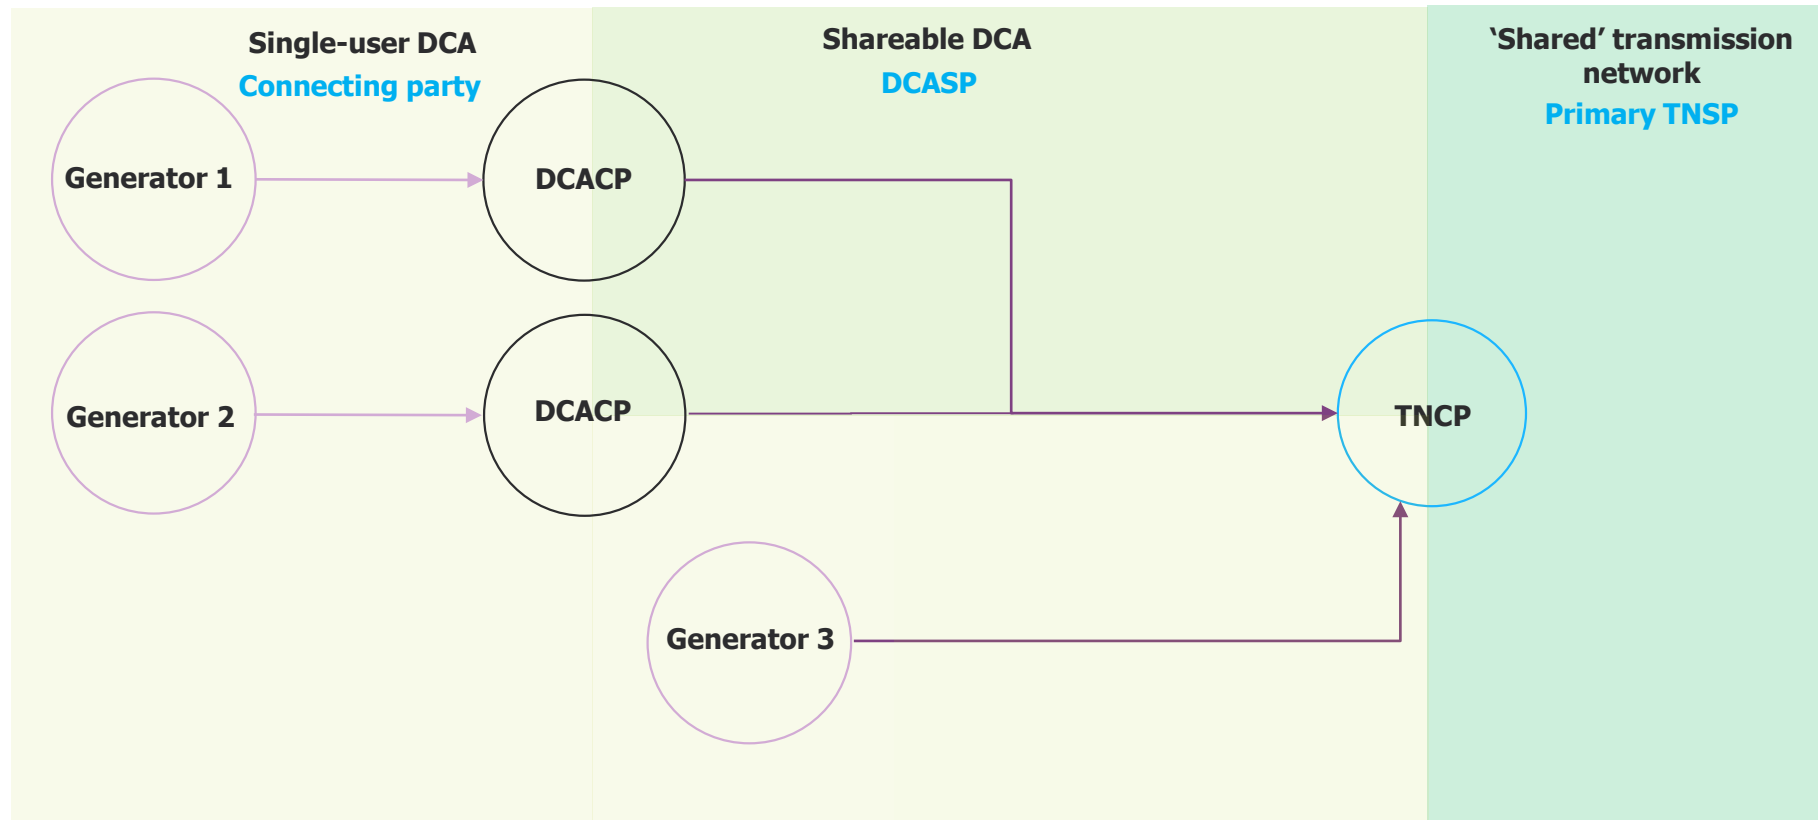 Single-user DCA
Connecting party
Shareable DCA
DCASP
‘Shared’ transmission
network
Primary TNSP
Generator 1
DCACP
Generator 2
DCACP
TNCP
Generator 3